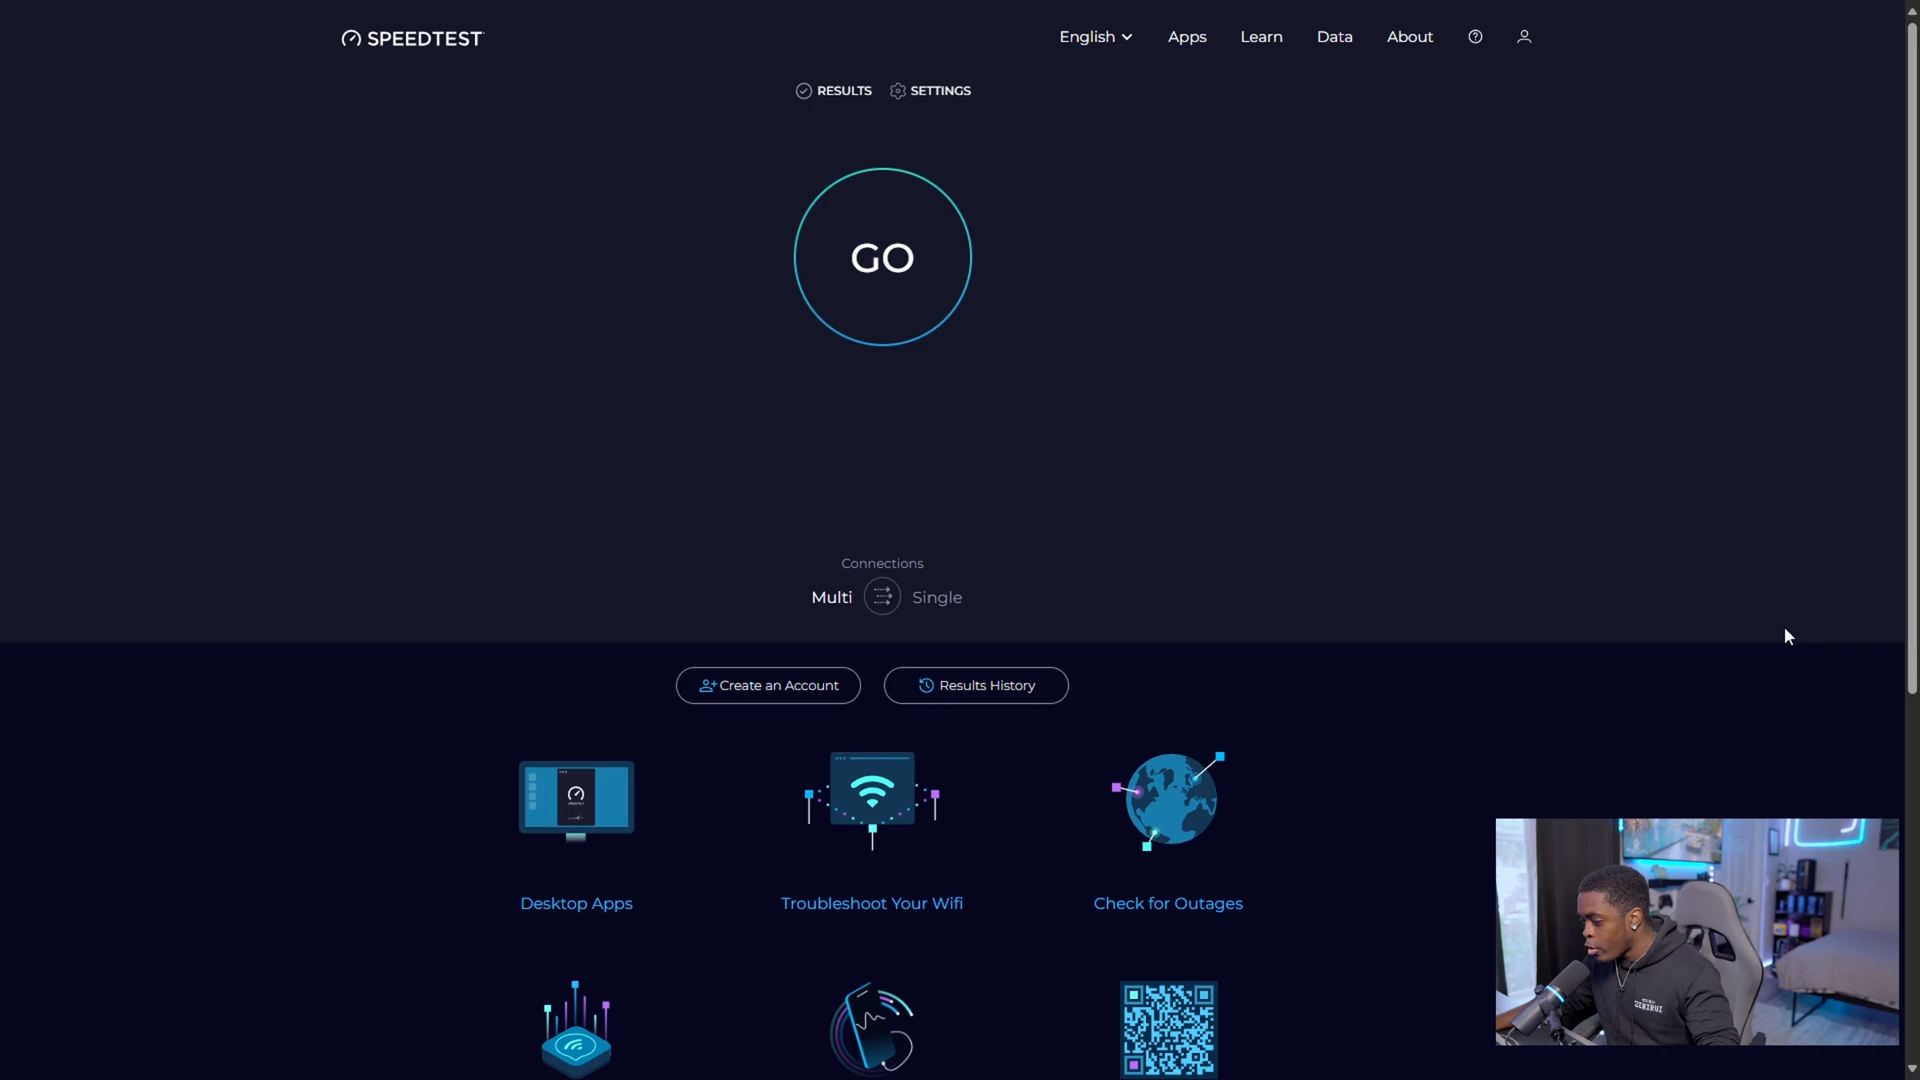 SPEEDTEST
English Apps Learn Data About
RESULTS SETTINGS
GO
Connections
Multi Single
Create an Account Results History
Desktop Apps Troubleshoot Your Wifi Check for Outages